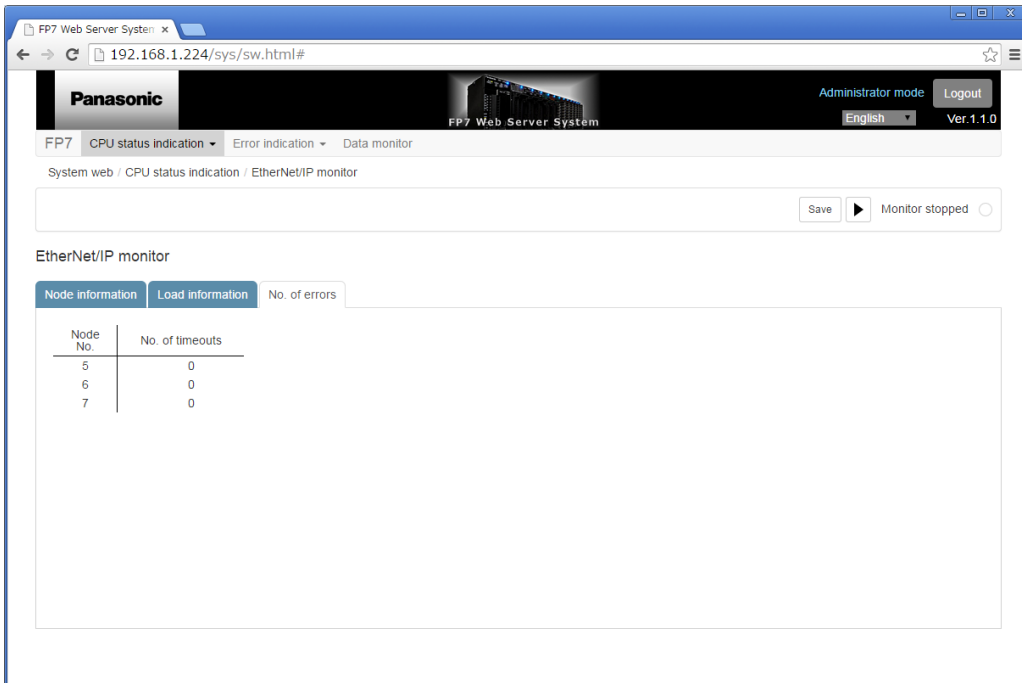 FP7 Web Server System
192.168.1.224/sys/sw.html#
Panasonic
FP7 Web Server System
Administrator mode
Logout
English
Ver.1.1.0
FP7 CPU status indication Error indication Data monitor
System web / CPU status indication / EtherNet/IP monitor
Save
Monitor stopped
EtherNet/IP monitor
Node information Load information No. of errors
Node No. No. of timeouts
5 0
6 0
7 0